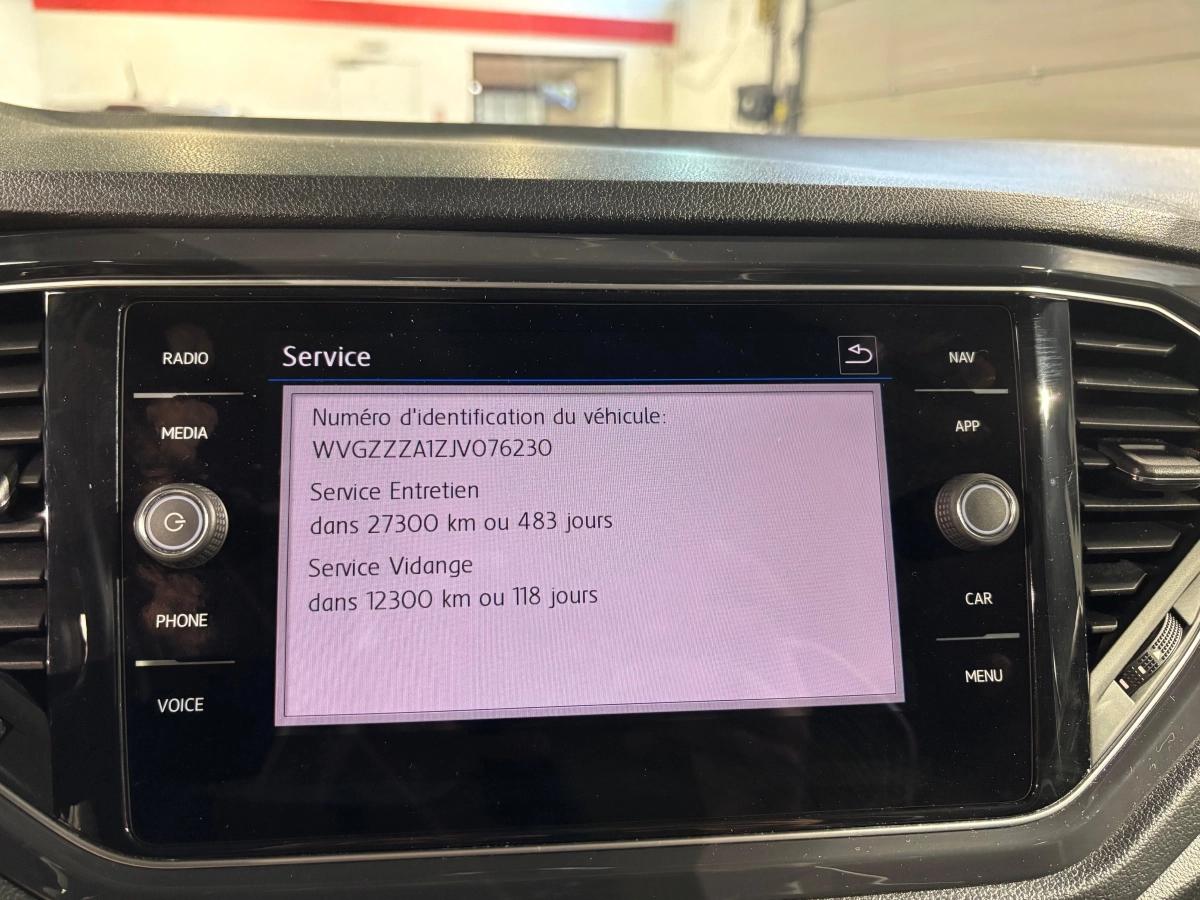 RADIO
MEDIA
PHONE
VOICE
Service
Numéro d'identification du véhicule:
WVGZZZA1ZJV076230
Service Entretien
dans 27300 km ou 483 jours
Service Vidange
dans 12300 km ou 118 jours
NAV
APP
CAR
MENU